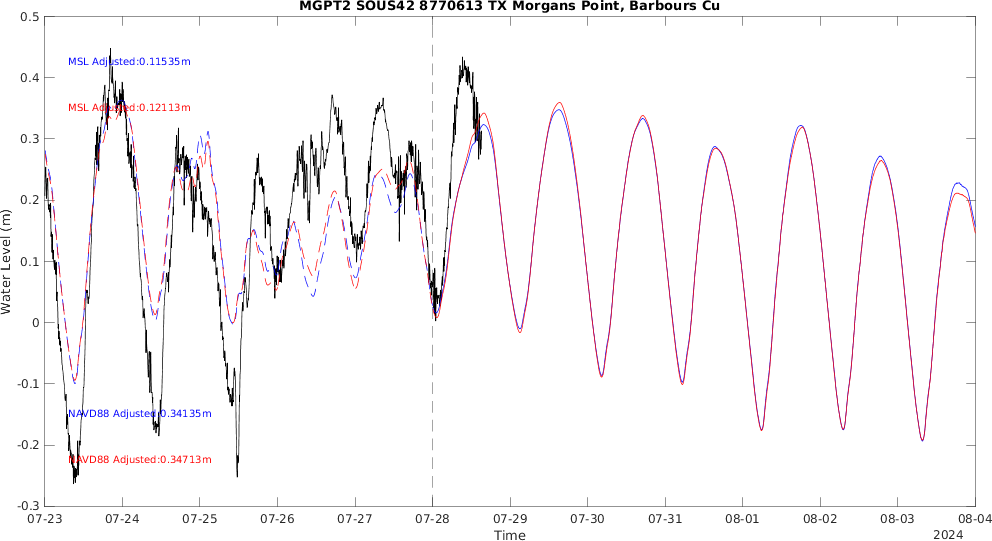 MGPT2 SOUS42 8770613 TX Morgans Point, Barbours Cu
0.5
MSL Adjusted:0.11535m
0.4
MSL Adjusted:0.12113m
0.3
0.2
Water Level (m)
0.1
0
-0.1
NAVD88 Adjusted:0.34135m
-0.2
NAVD88 Adjusted:0.34713m
-0.3
07-23 07-24 07-25 07-26 07-27 07-28 07-29 07-30 07-31 08-01 08-02 08-03 08-04
Time
2024